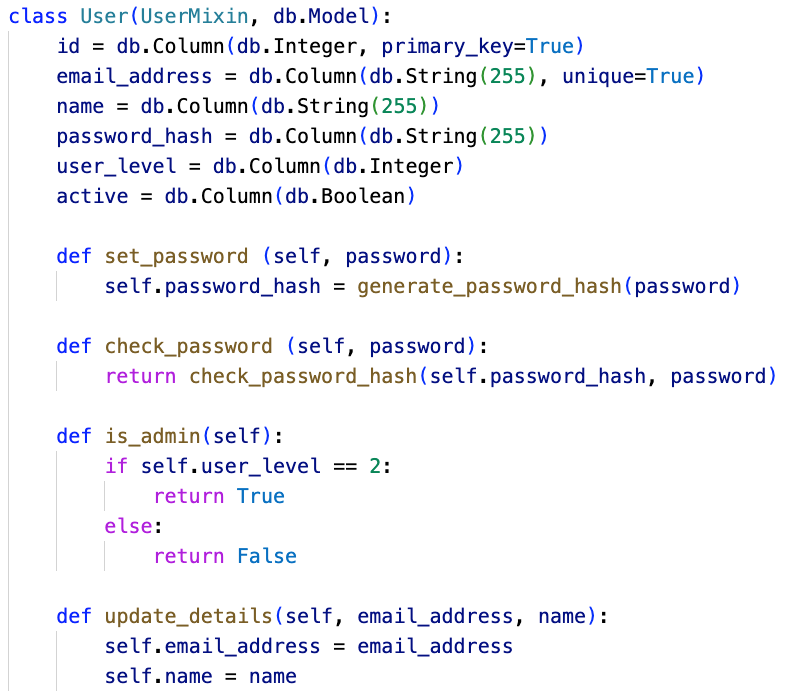 class User(UserMixin, db.Model):
    id = db.Column(db.Integer, primary_key=True)
    email_address = db.Column(db.String(255), unique=True)
    name = db.Column(db.String(255))
    password_hash = db.Column(db.String(255))
    user_level = db.Column(db.Integer)
    active = db.Column(db.Boolean)

    def set_password (self, password):
        self.password_hash = generate_password_hash(password)

    def check_password (self, password):
        return check_password_hash(self.password_hash, password)

    def is_admin(self):
        if self.user_level == 2:
            return True
        else:
            return False

    def update_details(self, email_address, name):
        self.email_address = email_address
        self.name = name